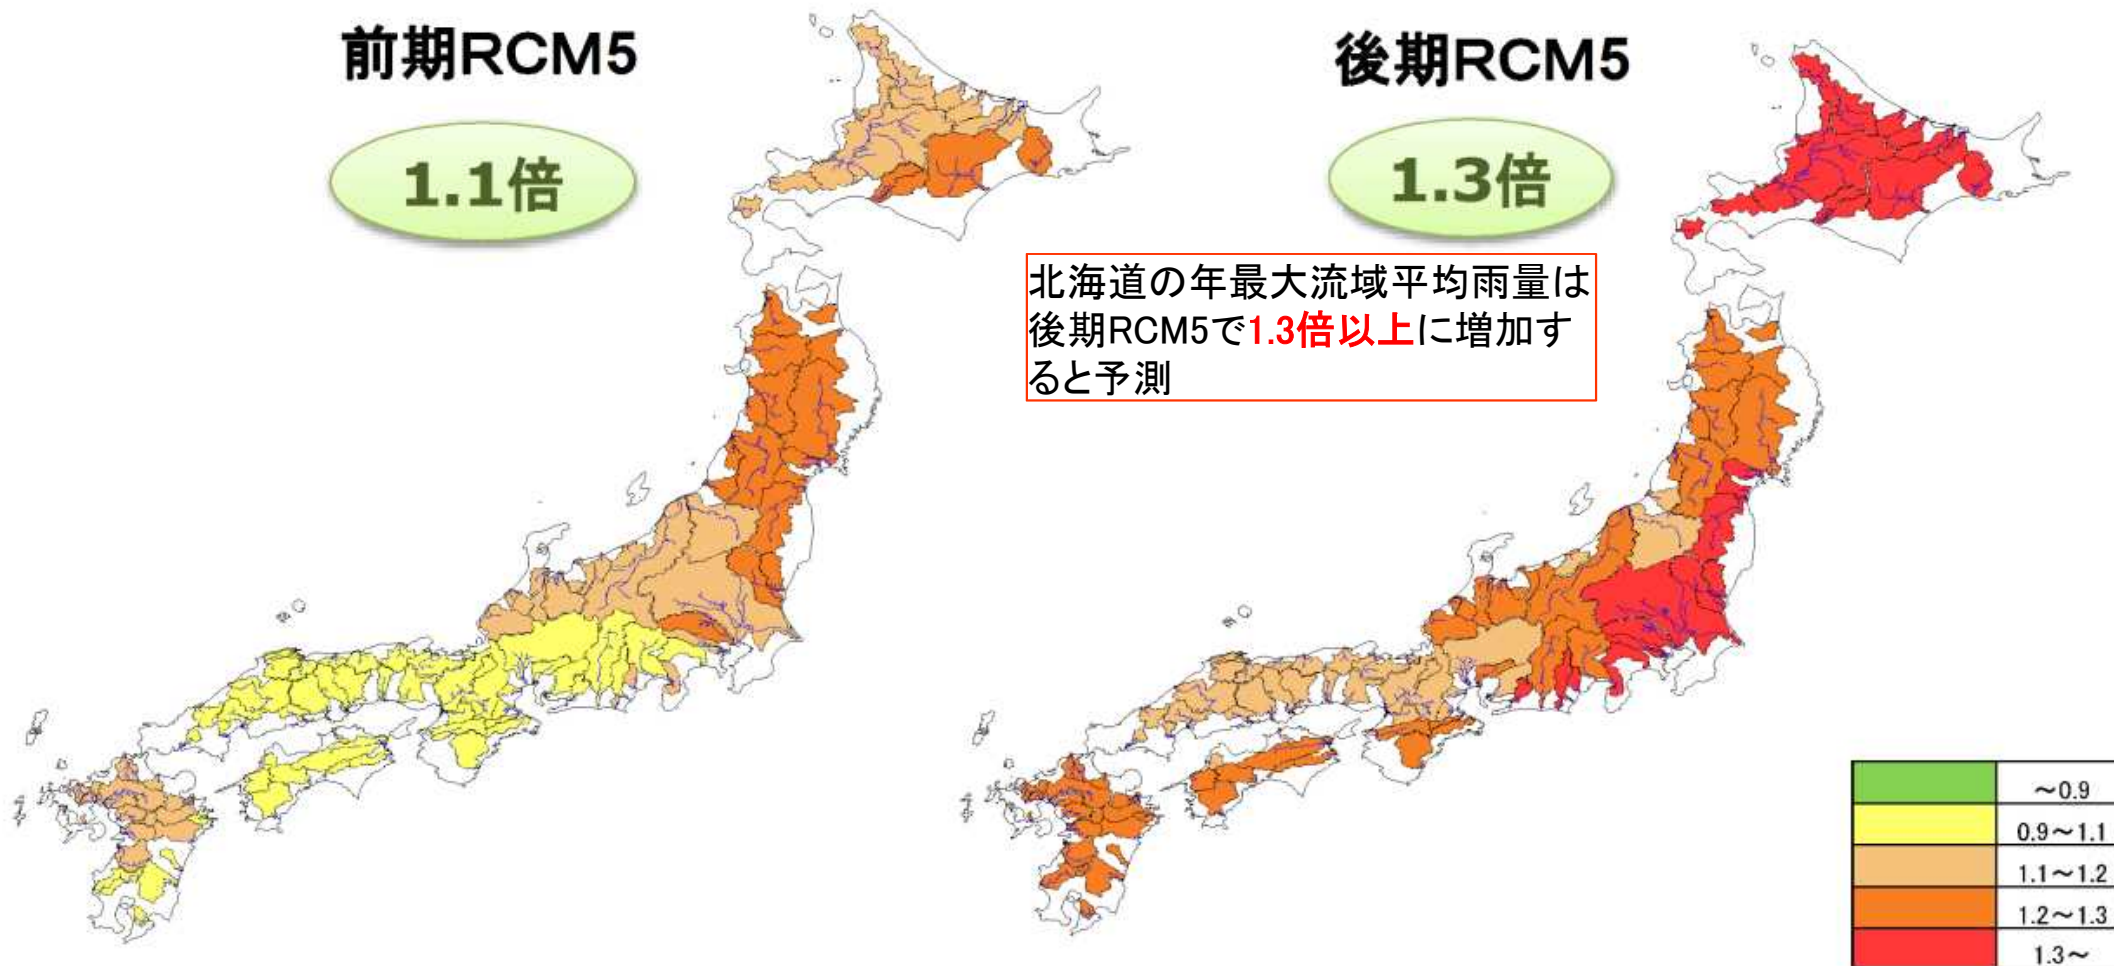 前期RCM5
1.1倍
後期RCM5
1.3倍
北海道の年最大流域平均雨量は
後期RCM5で1.3倍以上に増加す
ると予測
～0.9
0.9～1.1
1.1～1.2
1.2～1.3
1.3～